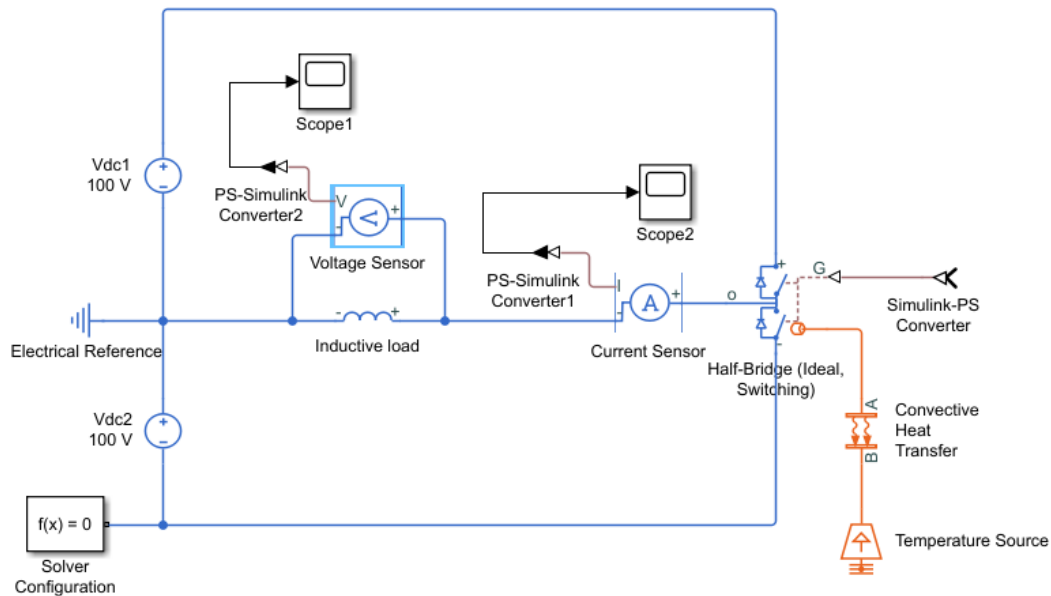 Scope1
Vdc1
100 V
+
−
PS-Simulink
Converter2
V
V
+
-
Voltage Sensor
Scope2
PS-Simulink
Converter1
I
A
+
-
Current Sensor
Electrical Reference
-
+
Inductive load
o
+
G
-
Simulink-PS
Converter
Half-Bridge (Ideal,
Switching)
Vdc2
100 V
+
−
A
B
Convective
Heat
Transfer
f(x) = 0
Solver
Configuration
Temperature Source